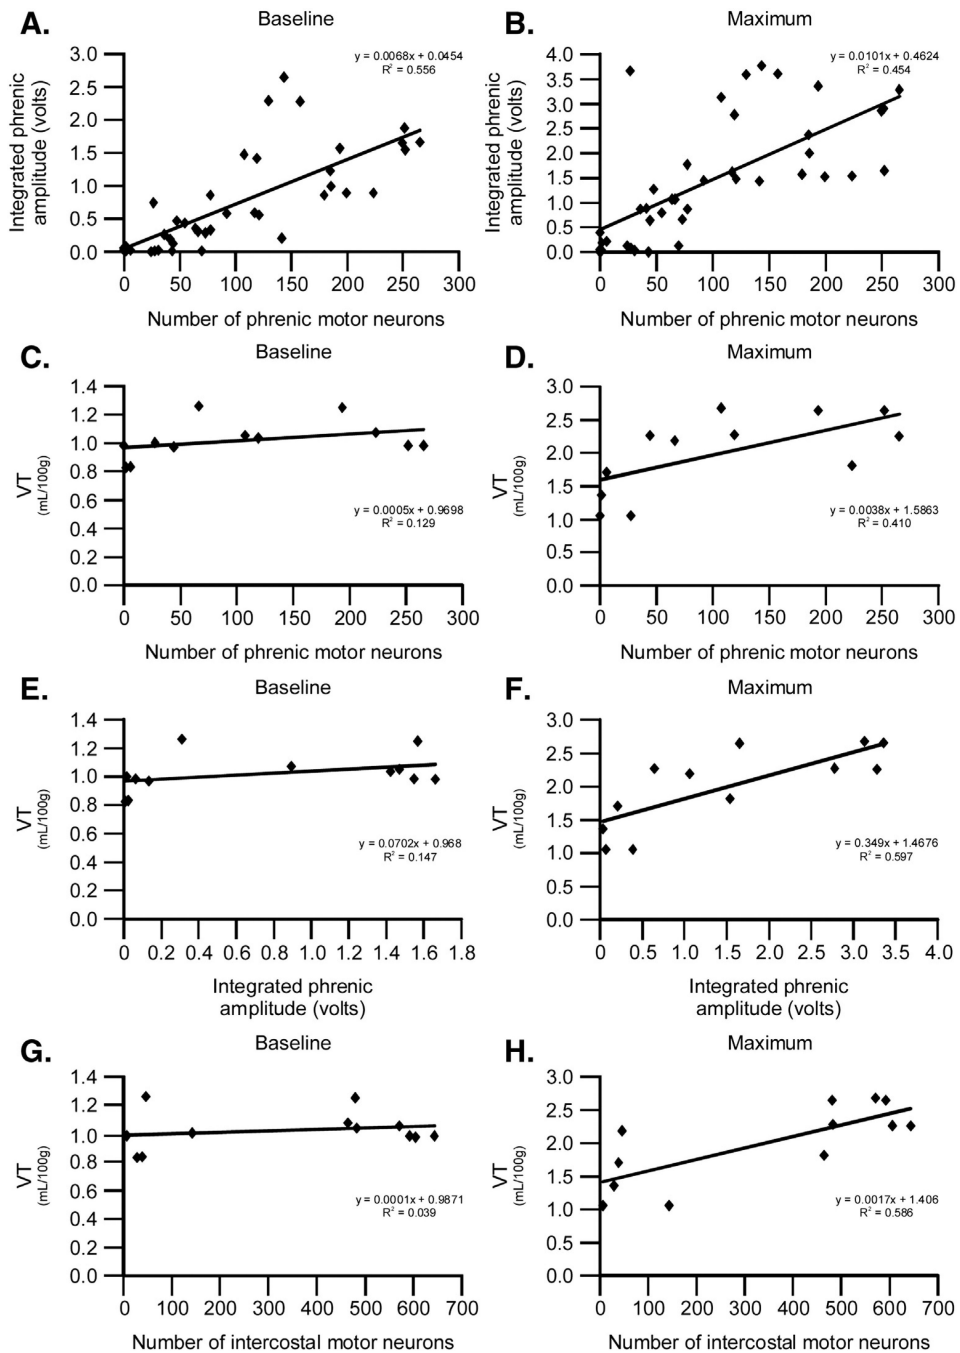 A.
Baseline
y = 0.0068x + 0.0454
R² = 0.556
Integrated phrenic
amplitude (volts)
3.0
2.5
2.0
1.5
1.0
0.5
0.0
0 50 100 150 200 250 300
Number of phrenic motor neurons
B.
Maximum
y = 0.0101x + 0.4624
R² = 0.454
Integrated phrenic
amplitude (volts)
4.0
3.5
3.0
2.5
2.0
1.5
1.0
0.5
0.0
0 50 100 150 200 250 300
Number of phrenic motor neurons
C.
Baseline
VT
(mL/100g)
1.4
1.2
1.0
0.8
0.6
0.4
0.2
0.0
y = 0.0005x + 0.9698
R² = 0.129
0 50 100 150 200 250 300
Number of phrenic motor neurons
D.
Maximum
VT
(mL/100g)
3.0
2.5
2.0
1.5
1.0
0.5
0.0
y = 0.0038x + 1.5863
R² = 0.410
0 50 100 150 200 250 300
Number of phrenic motor neurons
E.
Baseline
VT
(mL/100g)
1.4
1.2
1.0
0.8
0.6
0.4
0.2
0.0
y = 0.0702x + 0.968
R² = 0.147
0 0.2 0.4 0.6 0.8 1.0 1.2 1.4 1.6 1.8
Integrated phrenic
amplitude (volts)
F.
Maximum
VT
(mL/100g)
3.0
2.5
2.0
1.5
1.0
0.5
0.0
y = 0.349x + 1.4676
R² = 0.597
0 0.5 1.0 1.5 2.0 2.5 3.0 3.5 4.0
Integrated phrenic
amplitude (volts)
G.
Baseline
VT
(mL/100g)
1.4
1.2
1.0
0.8
0.6
0.4
0.2
0.0
y = 0.0001x + 0.9871
R² = 0.039
0 100 200 300 400 500 600 700
Number of intercostal motor neurons
H.
Maximum
VT
(mL/100g)
3.0
2.5
2.0
1.5
1.0
0.5
0.0
y = 0.0017x + 1.406
R² = 0.586
0 100 200 300 400 500 600 700
Number of intercostal motor neurons